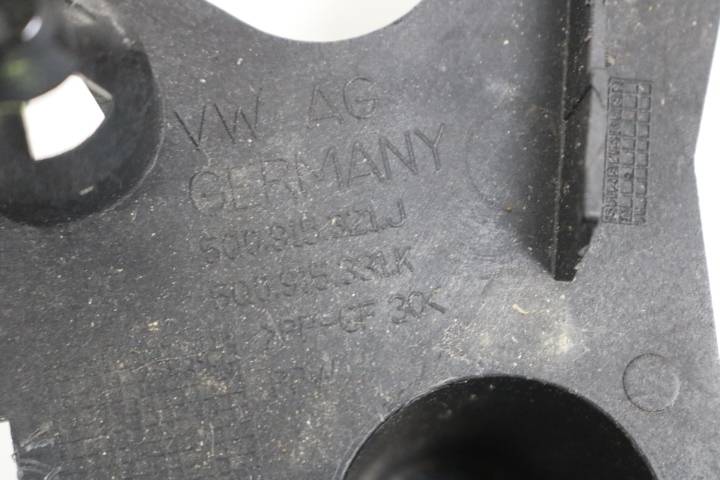 VW AG
GERMANY
5Q0.915.321.J
5Q0.915.331.K
>PP-GF 30<